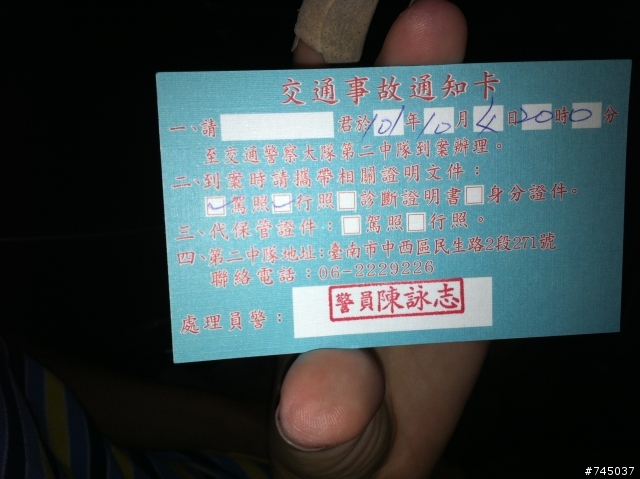 交通事故通知卡
一、請 君於101年10月4日20時0分
至交通警察大隊第二中隊到案辦理。
二、到案時請攜帶相關證明文件：
☑駕照☑行照□診斷證明書□身分證件。
三、代保管證件：□駕照□行照。
四、第二中隊地址：臺南市中西區民生路2段271號
聯絡電話：06-2229226
處理員警：警員陳詠志
#745037